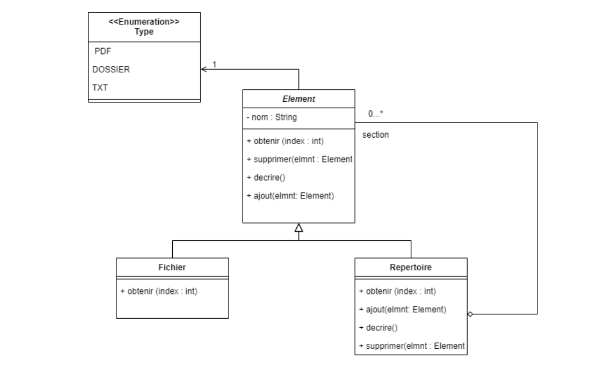 <<Enumeration>>
Type
PDF
DOSSIER
TXT
1
Element
- nom : String
+ obtenir (index : int)
+ supprimer(elmnt : Element
+ decrire()
+ ajout(elmnt: Element)
0...*
section
Fichier
+ obtenir (index : int)
Repertoire
+ obtenir (index : int)
+ ajout(elmnt: Element)
+ decrire()
+ supprimer(elmnt : Element